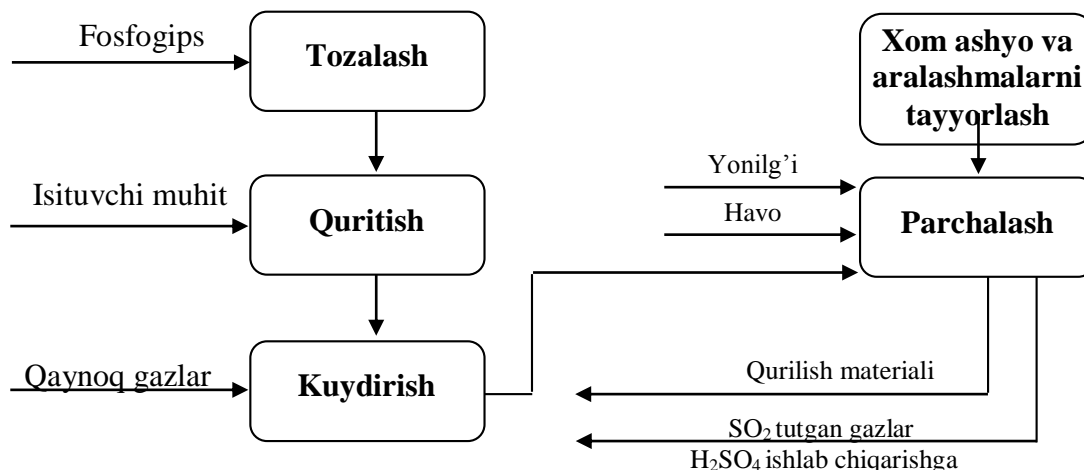 Fosfogips
Tozalash
Xom ashyo va
aralashmalarni
tayyorlash
Isituvchi muhit
Quritish
Yonilg’i
Havo
Parchalash
Qaynoq gazlar
Kuydirish
Qurilish materiali
SO₂ tutgan gazlar
H₂SO₄ ishlab chiqarishga